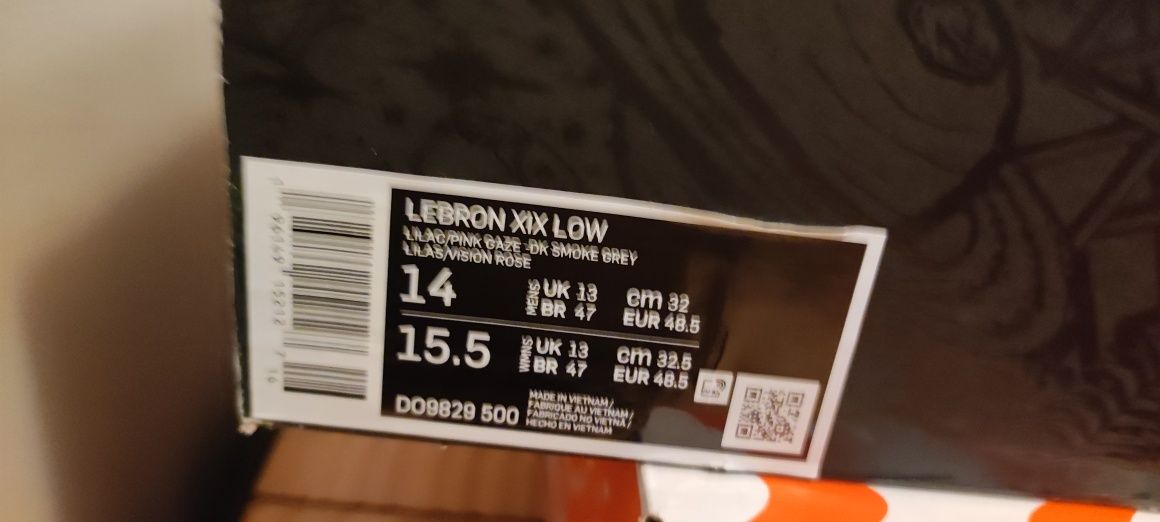 LEBRON XIX LOW
LILAC/PINK GAZE-DK SMOKE GREY
LILAS/VISION ROSE
14 MENS UK 13 cm 32
BR 47 EUR 48.5
15.5 WMNS UK 13 cm 32.5
BR 47 EUR 48.5
DO9829 500
MADE IN VIETNAM /
FABRIQUE AU VIETNAM /
FABRICADO NO VIETNÃ /
HECHO EN VIETNAM